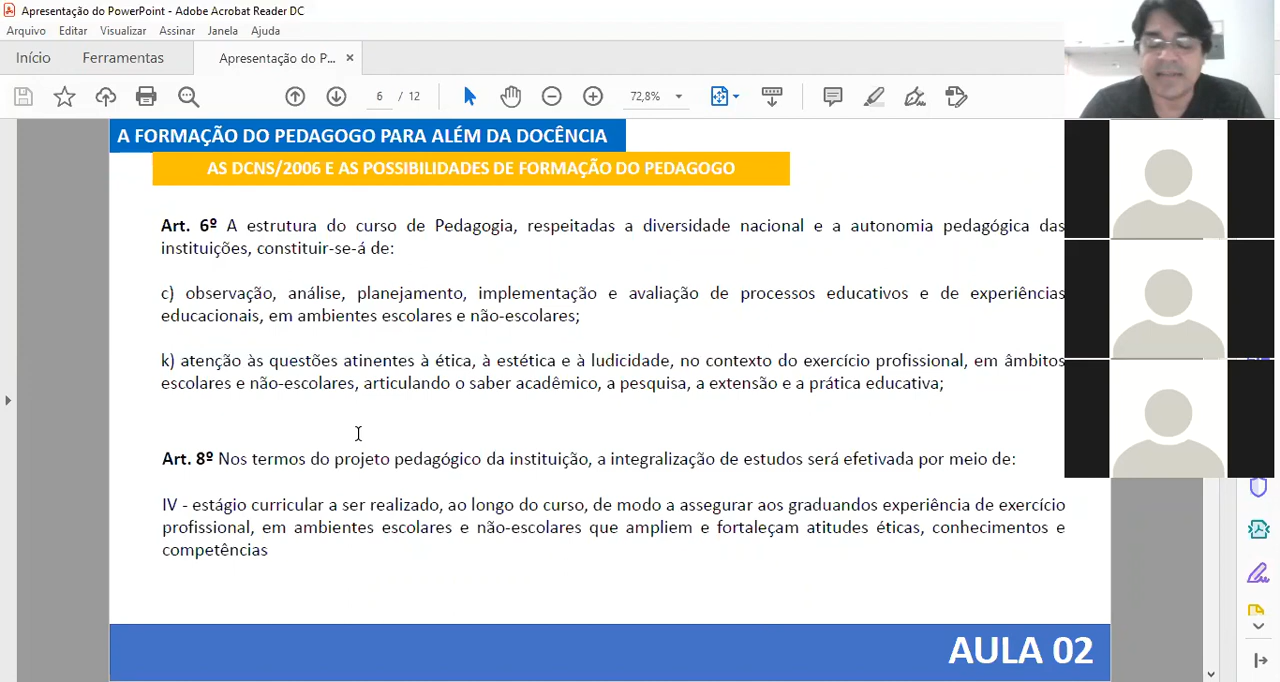 Apresentação do PowerPoint - Adobe Acrobat Reader DC
Arquivo Editar Visualizar Assinar Janela Ajuda
Início Ferramentas Apresentação do P... ×
6 / 12 72,8%
A FORMAÇÃO DO PEDAGOGO PARA ALÉM DA DOCÊNCIA
AS DCNS/2006 E AS POSSIBILIDADES DE FORMAÇÃO DO PEDAGOGO
Art. 6º A estrutura do curso de Pedagogia, respeitadas a diversidade nacional e a autonomia pedagógica das
instituições, constituir-se-á de:
c) observação, análise, planejamento, implementação e avaliação de processos educativos e de experiências
educacionais, em ambientes escolares e não-escolares;
k) atenção às questões atinentes à ética, à estética e à ludicidade, no contexto do exercício profissional, em âmbitos
escolares e não-escolares, articulando o saber acadêmico, a pesquisa, a extensão e a prática educativa;
Art. 8º Nos termos do projeto pedagógico da instituição, a integralização de estudos será efetivada por meio de:
IV - estágio curricular a ser realizado, ao longo do curso, de modo a assegurar aos graduandos experiência de exercício
profissional, em ambientes escolares e não-escolares que ampliem e fortaleçam atitudes éticas, conhecimentos e
competências
AULA 02